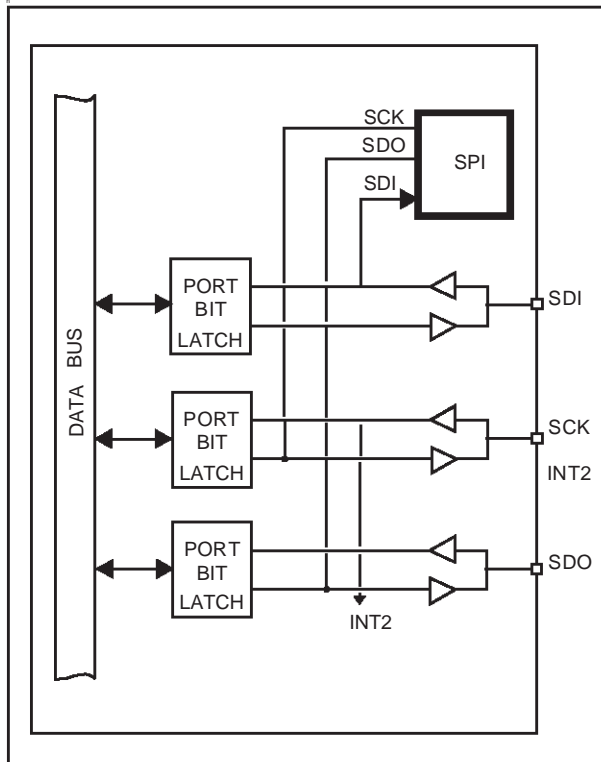 SCK
SDO
SPI
SDI
PORT
BIT
LATCH
SDI
DATA BUS
PORT
BIT
LATCH
SCK
INT2
PORT
BIT
LATCH
SDO
INT2